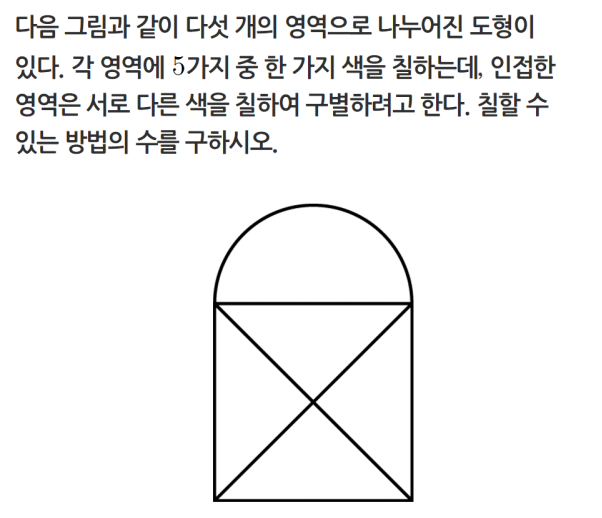 다음 그림과 같이 다섯 개의 영역으로 나누어진 도형이
있다. 각 영역에 5가지 중 한 가지 색을 칠하는데, 인접한
영역은 서로 다른 색을 칠하여 구별하려고 한다. 칠할 수
있는 방법의 수를 구하시오.